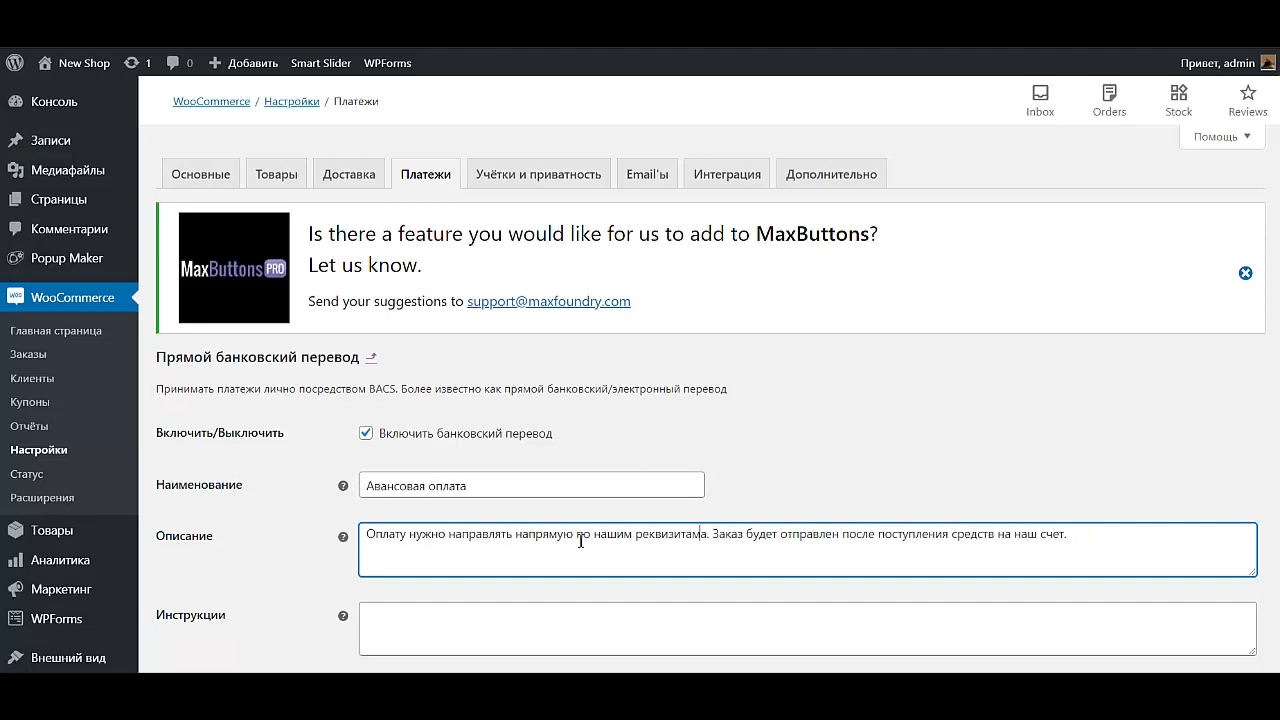 New Shop 1 0 Добавить Smart Slider WPForms Привет, admin
Консоль
Записи
Медиафайлы
Страницы
Комментарии
Popup Maker
WooCommerce
Главная страница
Заказы
Клиенты
Купоны
Отчёты
Настройки
Статус
Расширения
Товары
Аналитика
Маркетинг
WPForms
Внешний вид
WooCommerce / Настройки / Платежи
Inbox Orders Stock Reviews
Помощь
Основные Товары Доставка Платежи Учётки и приватность Email'ы Интеграция Дополнительно
MaxButtons PRO
Is there a feature you would like for us to add to MaxButtons?
Let us know.
Send your suggestions to support@maxfoundry.com
Прямой банковский перевод
Принимать платежи лично посредством BACS. Более известно как прямой банковский/электронный перевод
Включить/Выключить Включить банковский перевод
Наименование Авансовая оплата
Описание Оплату нужно направлять напрямую по нашим реквизитама. Заказ будет отправлен после поступления средств на наш счет.
Инструкции